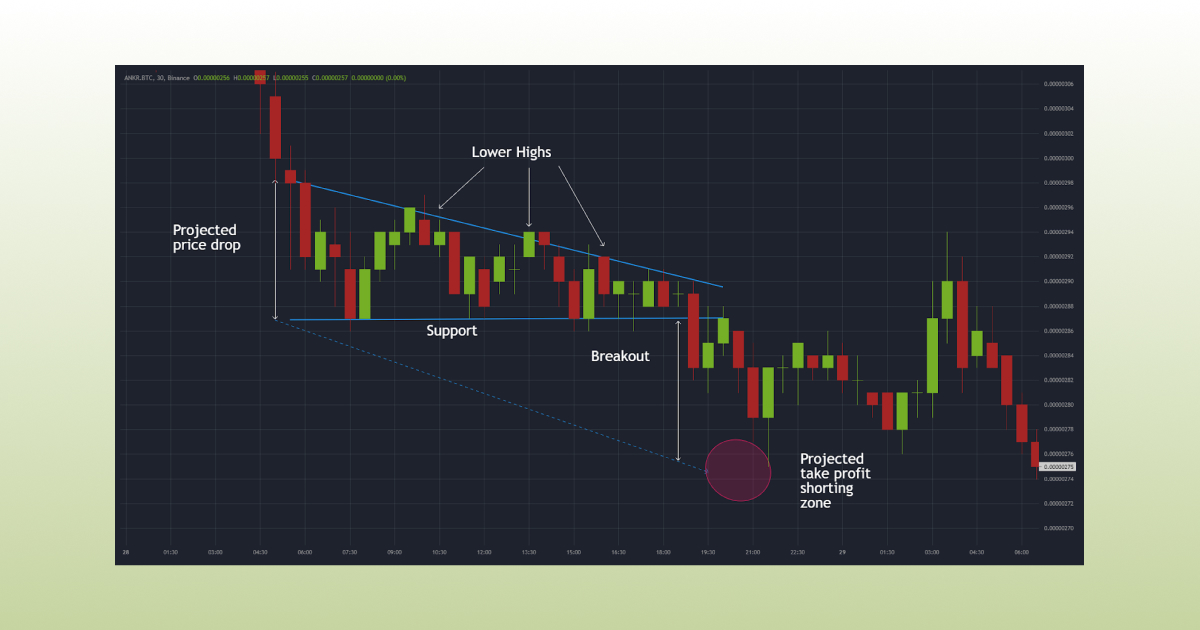 ANKR.BTC, 30, Binance O0.00000256 H0.00000257 L0.00000255 C0.00000257 0.00000000 (0.00%)
0.00000306
0.00000304
0.00000302
0.00000300
0.00000298
0.00000296
0.00000294
0.00000292
0.00000290
0.00000288
0.00000286
0.00000284
0.00000282
0.00000280
0.00000278
0.00000276
0.00000275
0.00000274
0.00000272
0.00000270
Lower Highs
Projected
price drop
Support
Breakout
Projected
take profit
shorting
zone
28 01:30 03:00 04:30 06:00 07:30 09:00 10:30 12:00 13:30 15:00 16:30 18:00 19:30 21:00 22:30 29 01:30 03:00 04:30 06:00